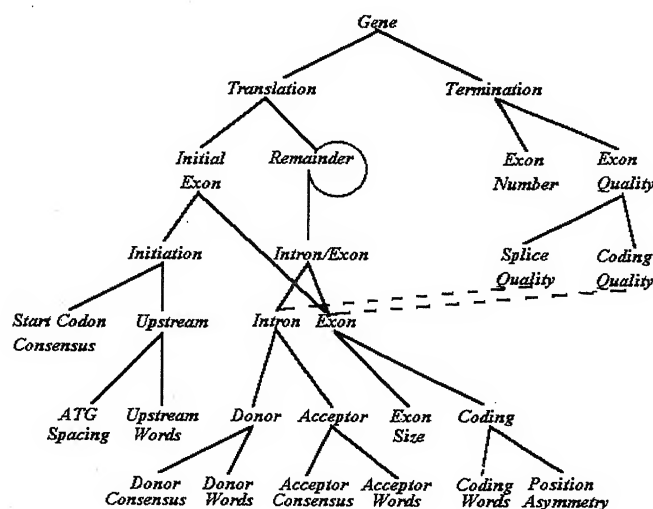 Gene
Translation
Termination
Initial
Exon
Remainder
Exon
Number
Exon
Quality
Initiation
Intron/Exon
Splice
Quality
Coding
Quality
Start Codon
Consensus
Upstream
Intron
Exon
ATG
Spacing
Upstream
Words
Donor
Acceptor
Exon
Size
Coding
Donor
Consensus
Donor
Words
Acceptor
Consensus
Acceptor
Words
Coding
Words
Position
Asymmetry